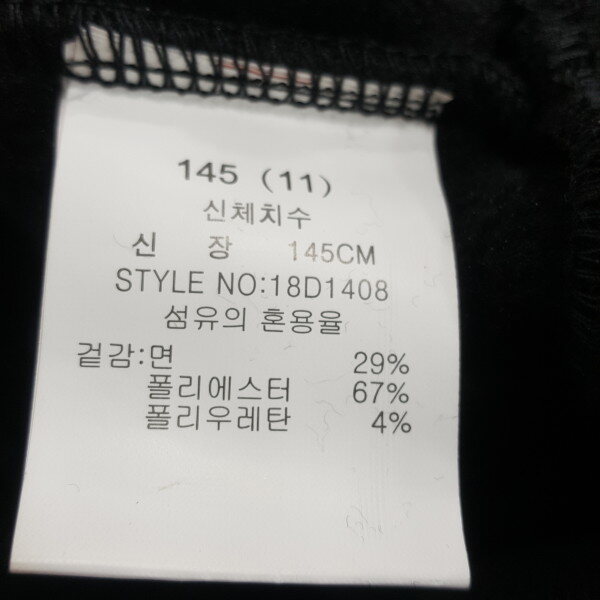 145 (11)
신체치수
신 장 145CM
STYLE NO:18D1408
섬유의 혼용율
겉감:면 29%
폴리에스터 67%
폴리우레탄 4%